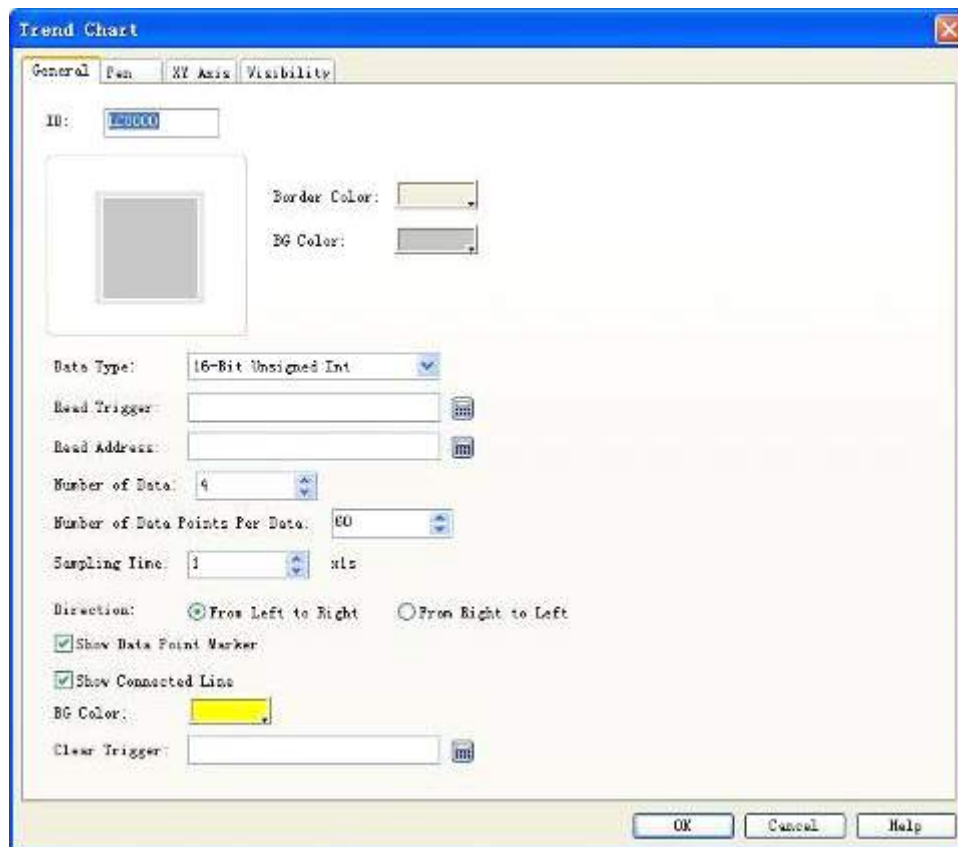 Trend Chart
General Pen XY Axis Visibility
ID: LC0000
Border Color:
BG Color:
Data Type: 16-Bit Unsigned Int
Read Trigger:
Read Address:
Number of Data: 4
Number of Data Points Per Data: 60
Sampling Time: 1 x1s
Direction: From Left to Right From Right to Left
Show Data Point Marker
Show Connected Line
BG Color:
Clear Trigger:
OK Cancel Help